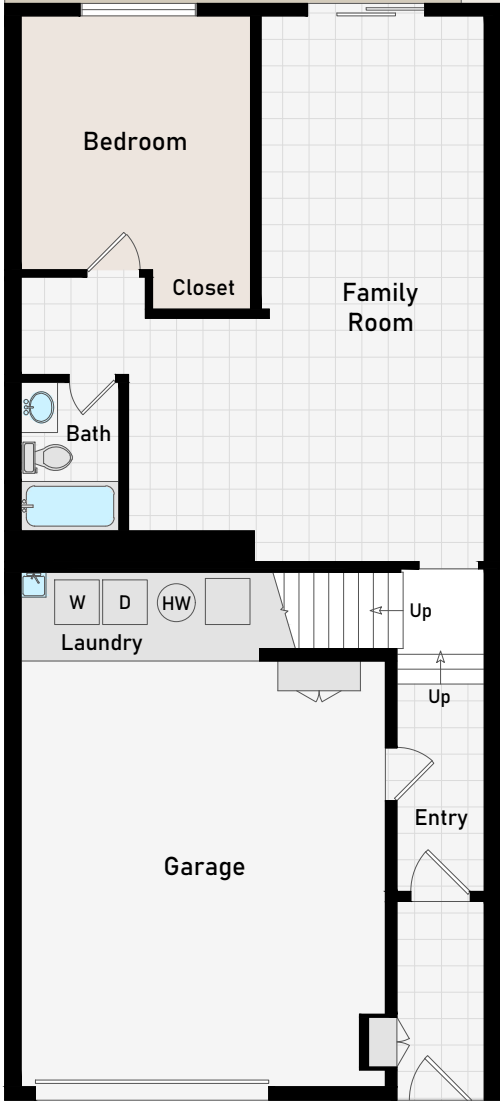 Bedroom
Closet
Family
Room
Bath
W
D
HW
Up
Laundry
Up
Entry
Garage